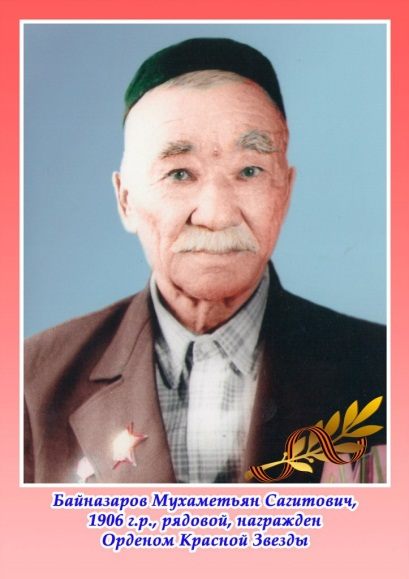 Байназаров Мухаметьян Сагитович,
1906 г.р., рядовой, награжден
Орденом Красной Звезды